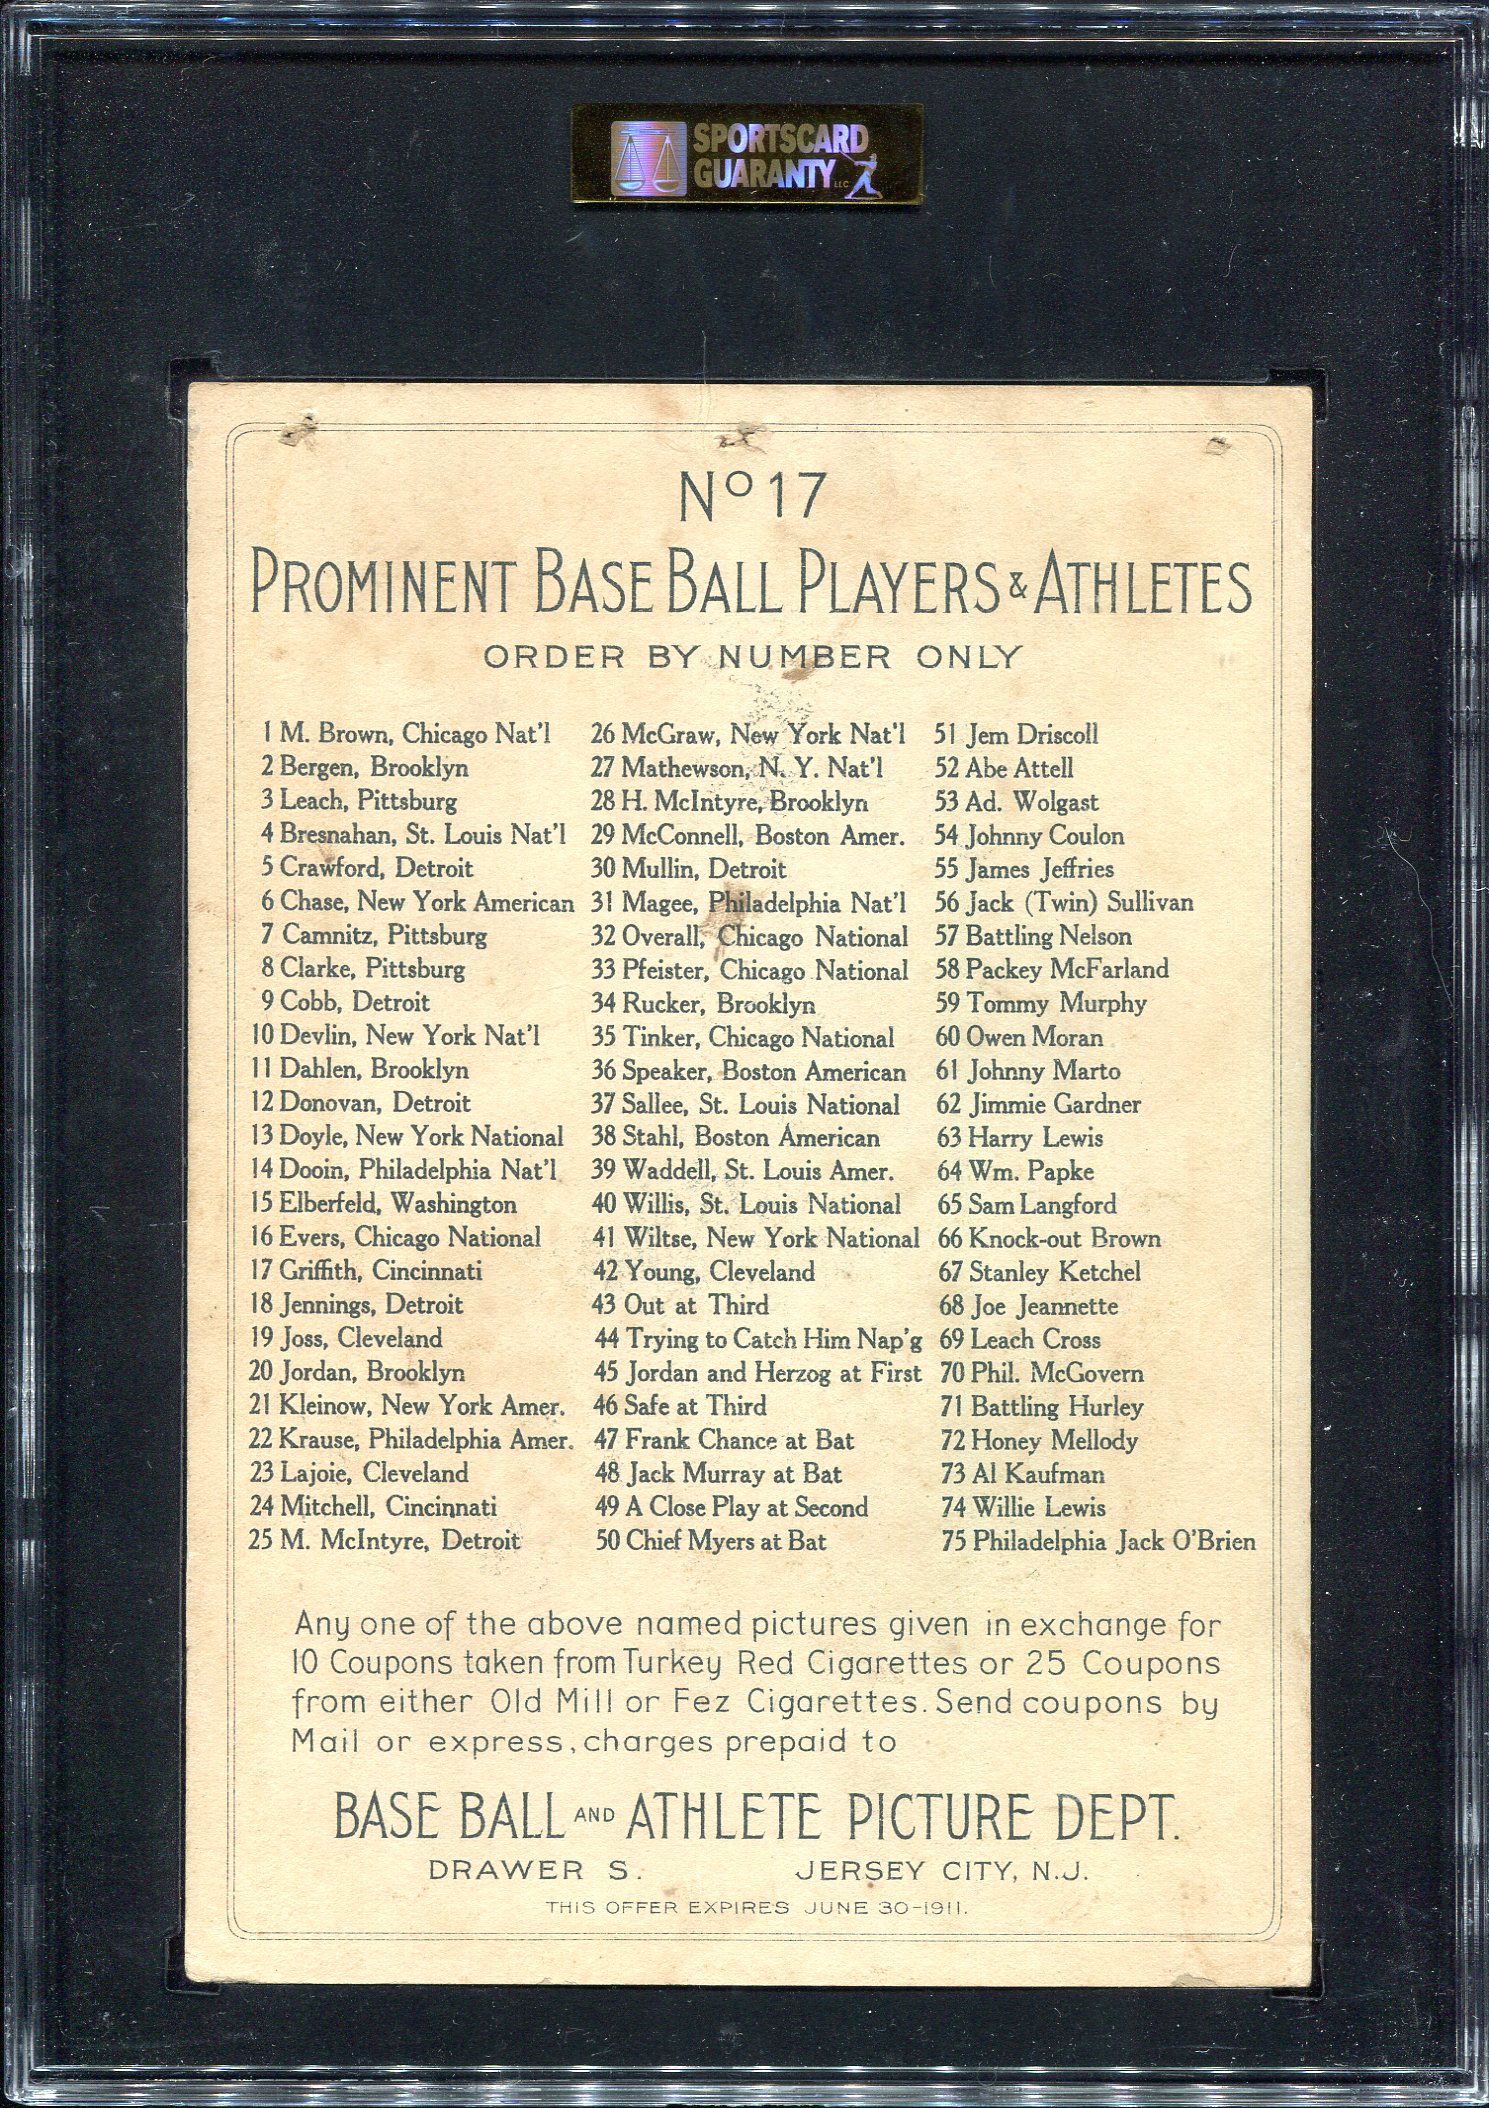 SPORTSCARD
GUARANTY LLC
No 17
PROMINENT BASE BALL PLAYERS & ATHLETES
ORDER BY NUMBER ONLY
1 M. Brown, Chicago Nat'l
2 Bergen, Brooklyn
3 Leach, Pittsburg
4 Bresnahan, St. Louis Nat'l
5 Crawford, Detroit
6 Chase, New York American
7 Camnitz, Pittsburg
8 Clarke, Pittsburg
9 Cobb, Detroit
10 Devlin, New York Nat'l
11 Dahlen, Brooklyn
12 Donovan, Detroit
13 Doyle, New York National
14 Dooin, Philadelphia Nat'l
15 Elberfeld, Washington
16 Evers, Chicago National
17 Griffith, Cincinnati
18 Jennings, Detroit
19 Joss, Cleveland
20 Jordan, Brooklyn
21 Kleinow, New York Amer.
22 Krause, Philadelphia Amer.
23 Lajoie, Cleveland
24 Mitchell, Cincinnati
25 M. McIntyre, Detroit
26 McGraw, New York Nat'l
27 Mathewson, N. Y. Nat'l
28 H. McIntyre, Brooklyn
29 McConnell, Boston Amer.
30 Mullin, Detroit
31 Magee, Philadelphia Nat'l
32 Overall, Chicago National
33 Pfeister, Chicago National
34 Rucker, Brooklyn
35 Tinker, Chicago National
36 Speaker, Boston American
37 Sallee, St. Louis National
38 Stahl, Boston American
39 Waddell, St. Louis Amer.
40 Willis, St. Louis National
41 Wiltse, New York National
42 Young, Cleveland
43 Out at Third
44 Trying to Catch Him Nap'g
45 Jordan and Herzog at First
46 Safe at Third
47 Frank Chance at Bat
48 Jack Murray at Bat
49 A Close Play at Second
50 Chief Myers at Bat
51 Jem Driscoll
52 Abe Attell
53 Ad. Wolgast
54 Johnny Coulon
55 James Jeffries
56 Jack (Twin) Sullivan
57 Battling Nelson
58 Packey McFarland
59 Tommy Murphy
60 Owen Moran
61 Johnny Marto
62 Jimmie Gardner
63 Harry Lewis
64 Wm. Papke
65 Sam Langford
66 Knock-out Brown
67 Stanley Ketchel
68 Joe Jeannette
69 Leach Cross
70 Phil. McGovern
71 Battling Hurley
72 Honey Mellody
73 Al Kaufman
74 Willie Lewis
75 Philadelphia Jack O'Brien
Any one of the above named pictures given in exchange for
10 Coupons taken from Turkey Red Cigarettes or 25 Coupons
from either Old Mill or Fez Cigarettes. Send coupons by
Mail or express, charges prepaid to
BASE BALL AND ATHLETE PICTURE DEPT.
DRAWER S. JERSEY CITY, N.J.
THIS OFFER EXPIRES JUNE 30-1911.